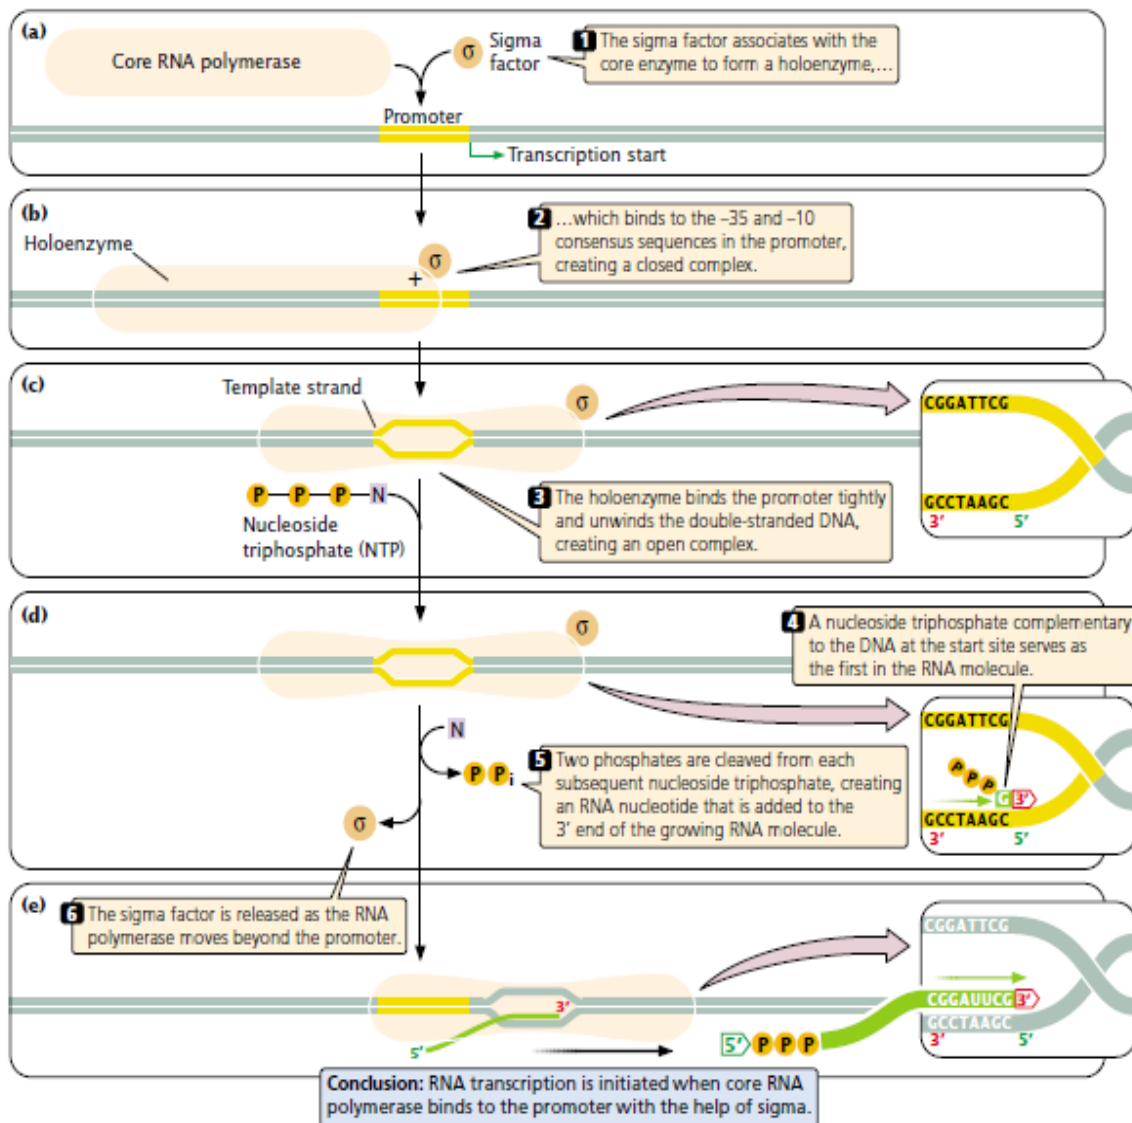 (a)
Core RNA polymerase
σ
Sigma
factor
1 The sigma factor associates with the
core enzyme to form a holoenzyme,…
Promoter
Transcription start
(b)
Holoenzyme
σ
+
2 …which binds to the –35 and –10
consensus sequences in the promoter,
creating a closed complex.
(c)
Template strand
σ
CGGATTCG
GCCTAAGC
3′ 5′
P P P N
Nucleoside
triphosphate (NTP)
3 The holoenzyme binds the promoter tightly
and unwinds the double-stranded DNA,
creating an open complex.
(d)
σ
4 A nucleoside triphosphate complementary
to the DNA at the start site serves as
the first in the RNA molecule.
CGGATTCG
P P P
G 3′
GCCTAAGC
3′ 5′
N
P Pi
5 Two phosphates are cleaved from each
subsequent nucleoside triphosphate, creating
an RNA nucleotide that is added to the
3′ end of the growing RNA molecule.
σ
(e)
6 The sigma factor is released as the RNA
polymerase moves beyond the promoter.
3′
5′
CGGATTCG
CGGAUUCG 3′
GCCTAAGC
3′ 5′
5′ P P P
Conclusion: RNA transcription is initiated when core RNA
polymerase binds to the promoter with the help of sigma.